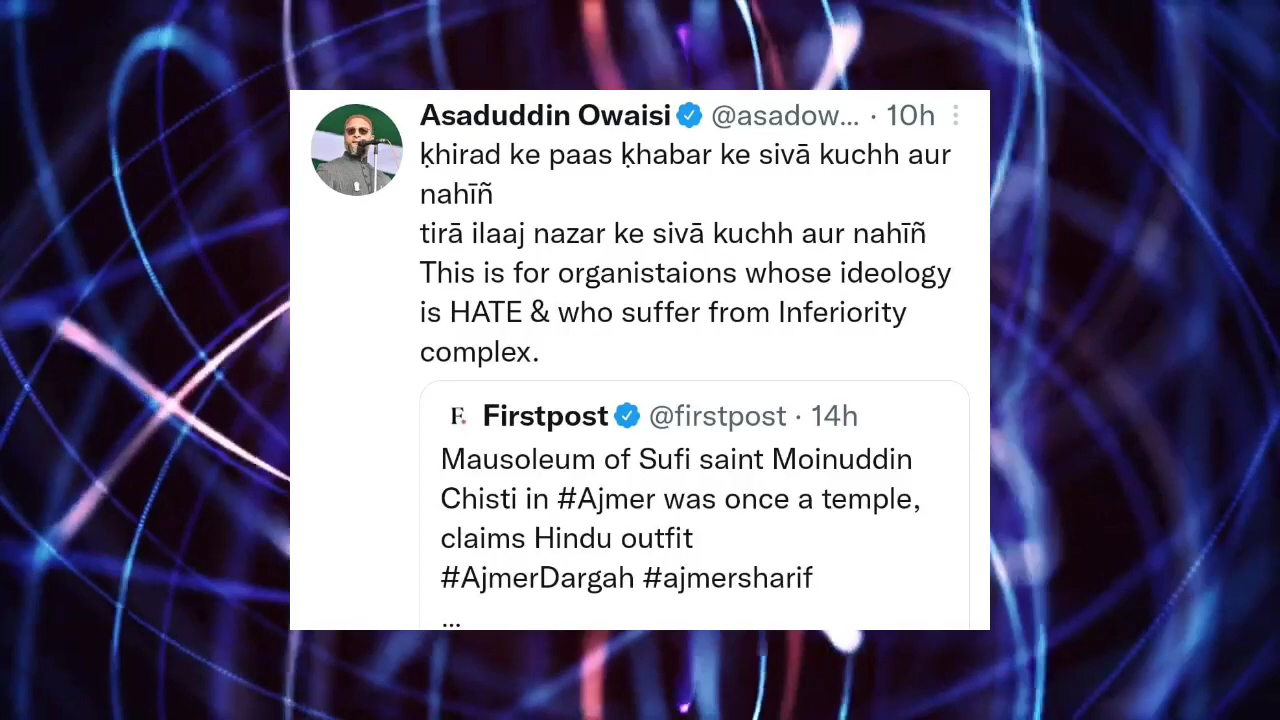 Asaduddin Owaisi @asadow... · 10h
ḳhirad ke paas ḳhabar ke sivā kuchh aur
nahīñ
tirā ilaaj nazar ke sivā kuchh aur nahīñ
This is for organistaions whose ideology
is HATE & who suffer from Inferiority
complex.
F. Firstpost @firstpost · 14h
Mausoleum of Sufi saint Moinuddin
Chisti in #Ajmer was once a temple,
claims Hindu outfit
#AjmerDargah #ajmersharif
...